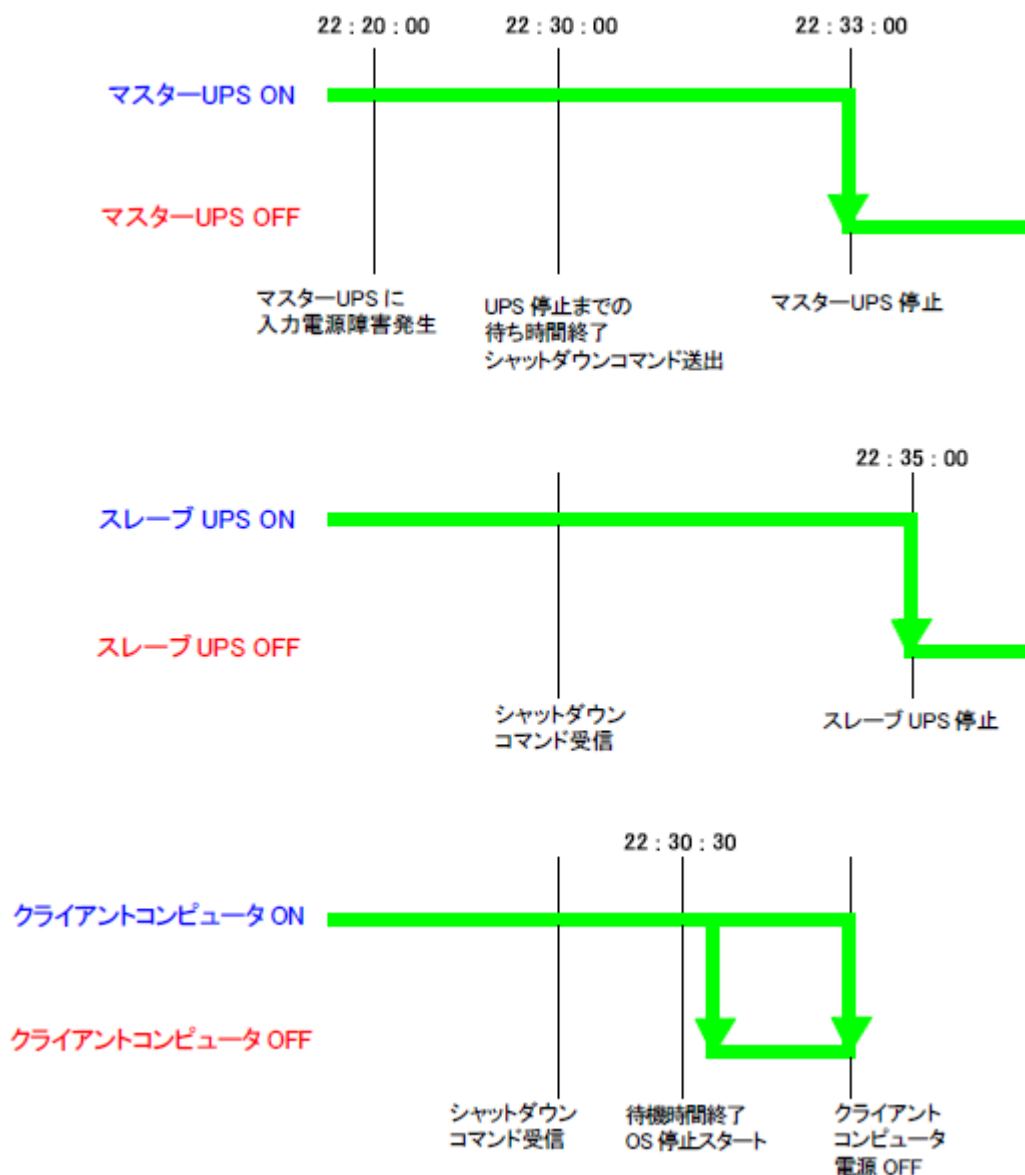 22：20：00
22：30：00
22：33：00
マスターUPS ON
マスターUPS OFF
マスターUPS に
入力電源障害発生
UPS 停止までの
待ち時間終了
シャットダウンコマンド送出
マスターUPS 停止
22：35：00
スレーブ UPS ON
スレーブ UPS OFF
シャットダウン
コマンド受信
スレーブ UPS 停止
22：30：30
クライアントコンピュータ ON
クライアントコンピュータ OFF
シャットダウン
コマンド受信
待機時間終了
OS 停止スタート
クライアント
コンピュータ
電源 OFF